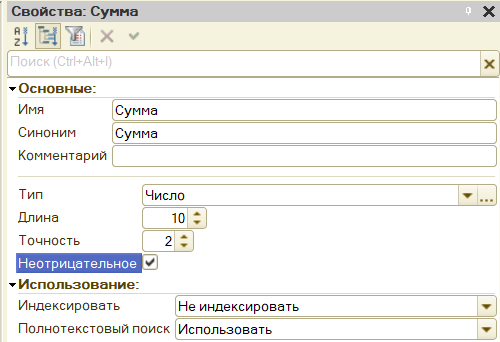 Свойства: Сумма
Поиск (Ctrl+Alt+I)
Основные:
Имя Сумма
Синоним Сумма
Комментарий
Тип Число
Длина 10
Точность 2
Неотрицательное
Использование:
Индексировать Не индексировать
Полнотекстовый поиск Использовать